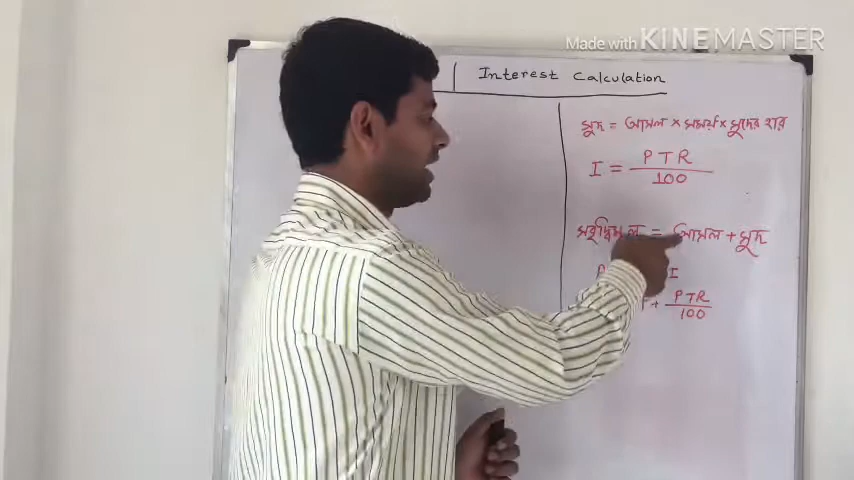 Made with KINEMASTER
Interest Calculation
সুদ = আসল × সময় × সুদের হার
I = PTR / 100
সবৃদ্ধিমূল = আসল + সুদ
I
+ PTR / 100